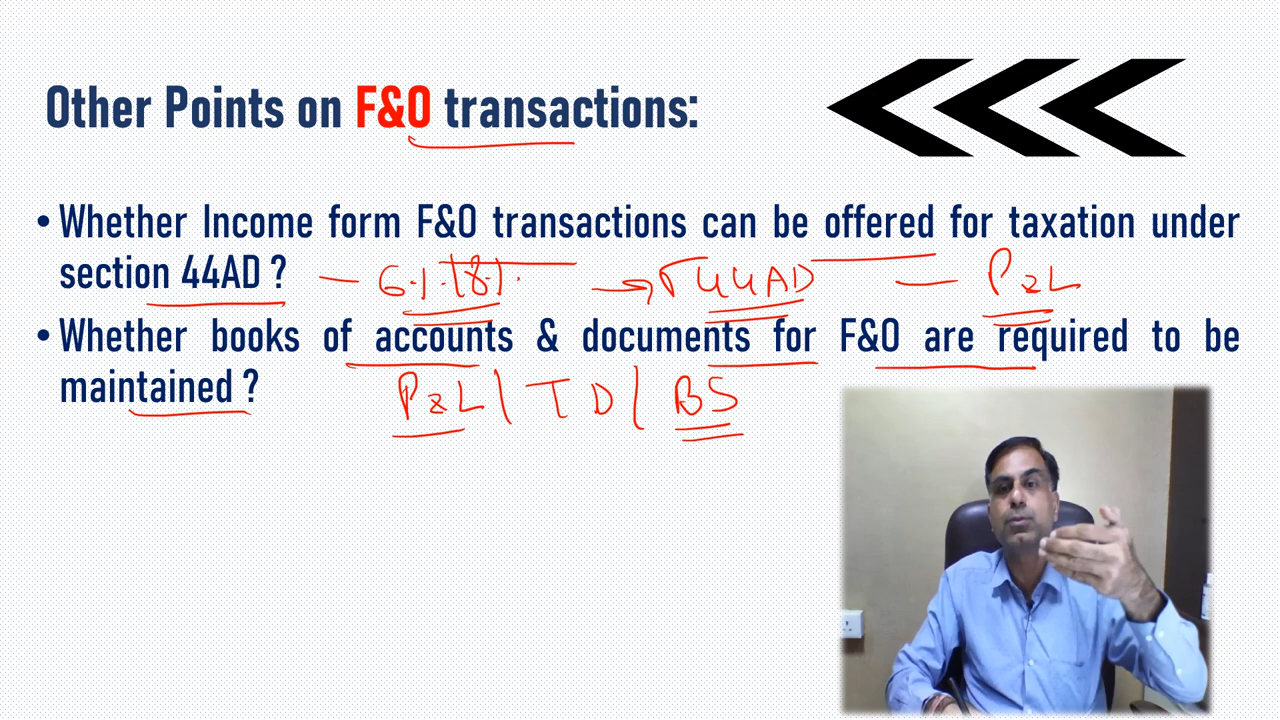 Other Points on F&O transactions:
• Whether Income form F&O transactions can be offered for taxation under
section 44AD ? — 6% | 8% → 44AD — P&L
• Whether books of accounts & documents for F&O are required to be
maintained ? P&L | TD | BS